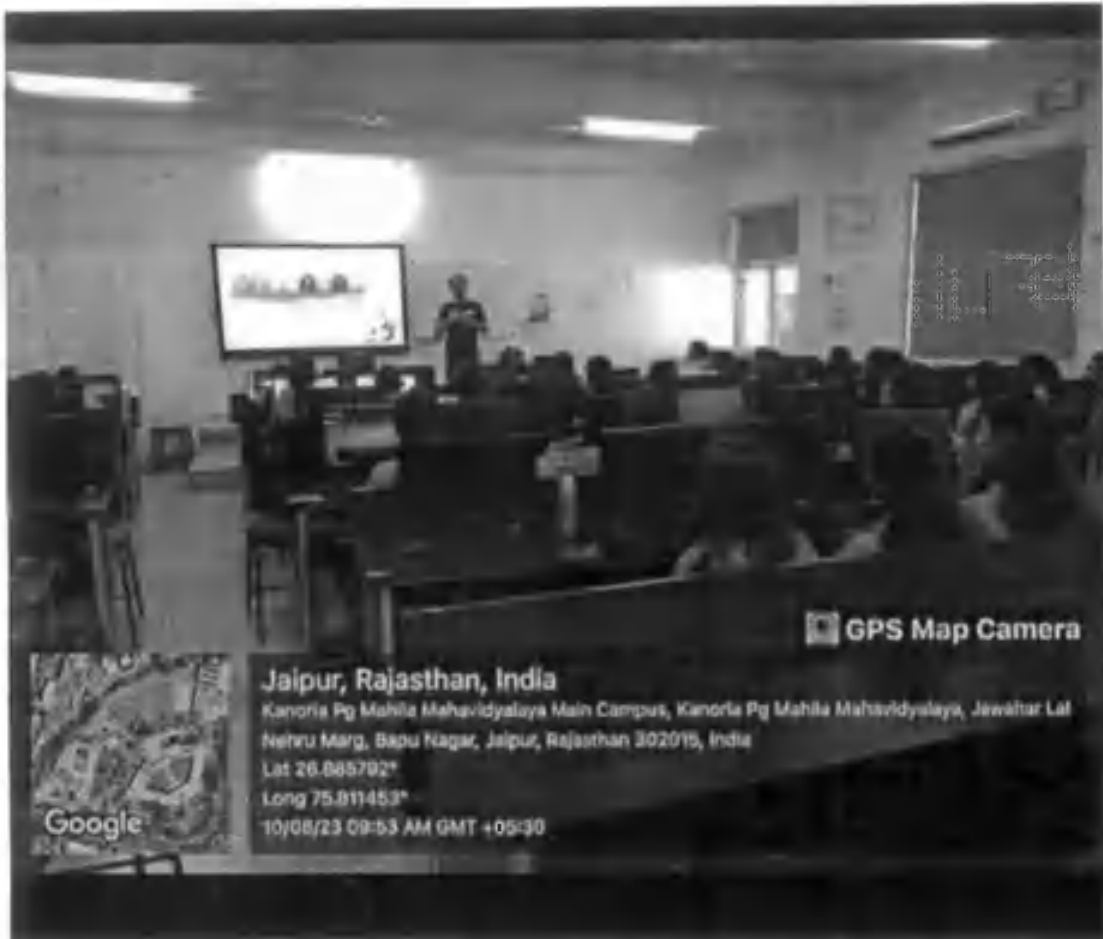 GPS Map Camera
Jaipur, Rajasthan, India
Kanoria Pg Mahila Mahavidyalaya Main Campus, Kanoria Pg Mahila Mahavidyalaya, Jawahar Lal
Nehru Marg, Bapu Nagar, Jaipur, Rajasthan 302015, India
Lat 26.885792°
Long 75.811453°
10/08/23 09:53 AM GMT +05:30
Google